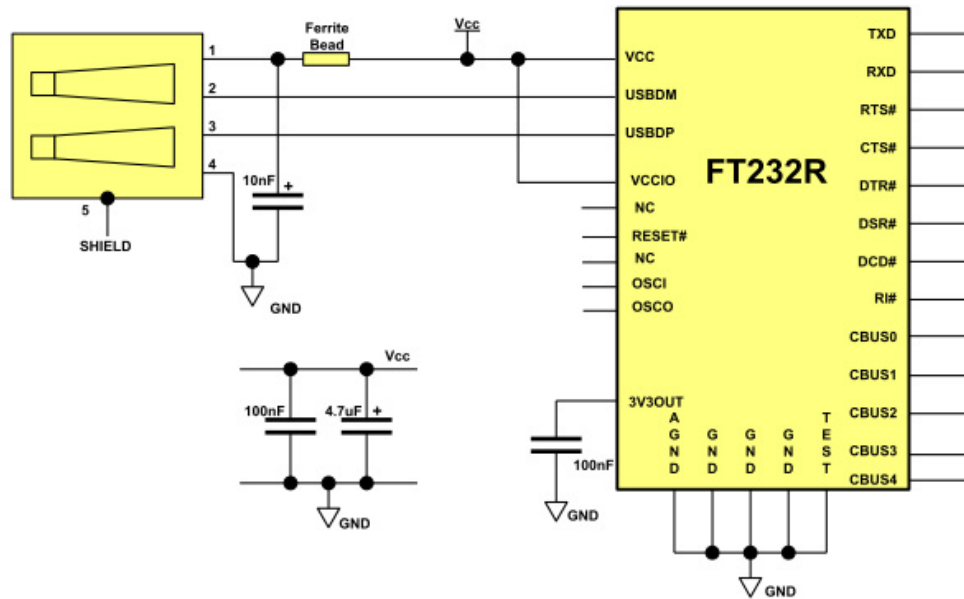 Ferrite
Bead
Vcc
1
2
3
4
5
SHIELD
10nF
+
GND
Vcc
100nF
4.7uF
+
GND
FT232R
VCC
USBDM
USBDP
VCCIO
NC
RESET#
NC
OSCI
OSCO
3V3OUT
100nF
GND
AGND
GND
GND
GND
TEST
GND
TXD
RXD
RTS#
CTS#
DTR#
DSR#
DCD#
RI#
CBUS0
CBUS1
CBUS2
CBUS3
CBUS4